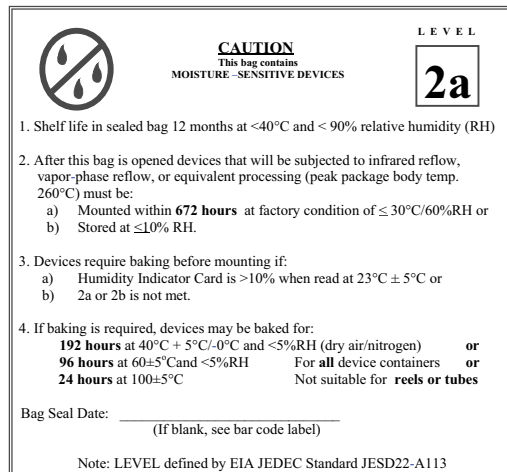 L E V E L
CAUTION
This bag contains
MOISTURE –SENSITIVE DEVICES
2a
1. Shelf life in sealed bag 12 months at <40°C and < 90% relative humidity (RH)
2. After this bag is opened devices that will be subjected to infrared reflow,
vapor-phase reflow, or equivalent processing (peak package body temp.
260°C) must be:
a) Mounted within 672 hours at factory condition of ≤ 30°C/60%RH or
b) Stored at ≤10% RH.
3. Devices require baking before mounting if:
a) Humidity Indicator Card is >10% when read at 23°C ± 5°C or
b) 2a or 2b is not met.
4. If baking is required, devices may be baked for:
192 hours at 40°C + 5°C/-0°C and <5%RH (dry air/nitrogen) or
96 hours at 60±5°Cand <5%RH For all device containers or
24 hours at 100±5°C Not suitable for reels or tubes
Bag Seal Date: ______________________________
(If blank, see bar code label)
Note: LEVEL defined by EIA JEDEC Standard JESD22-A113